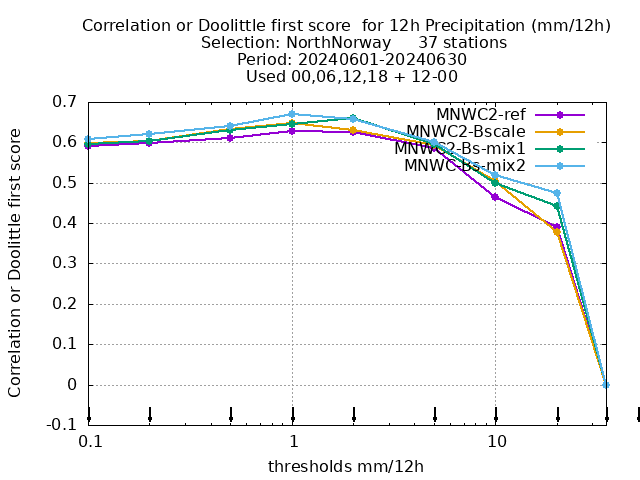 Correlation or Doolittle first score  for 12h Precipitation (mm/12h)
Selection: NorthNorway     37 stations
Period: 20240601-20240630
Used 00,06,12,18 + 12-00
MNWC2-ref
MNWC2-Bscale
MNWC2-Bs-mix1
MNWC-Bs-mix2
Correlation or Doolittle first score
0.7
0.6
0.5
0.4
0.3
0.2
0.1
0
-0.1
0.1 1 10
thresholds mm/12h